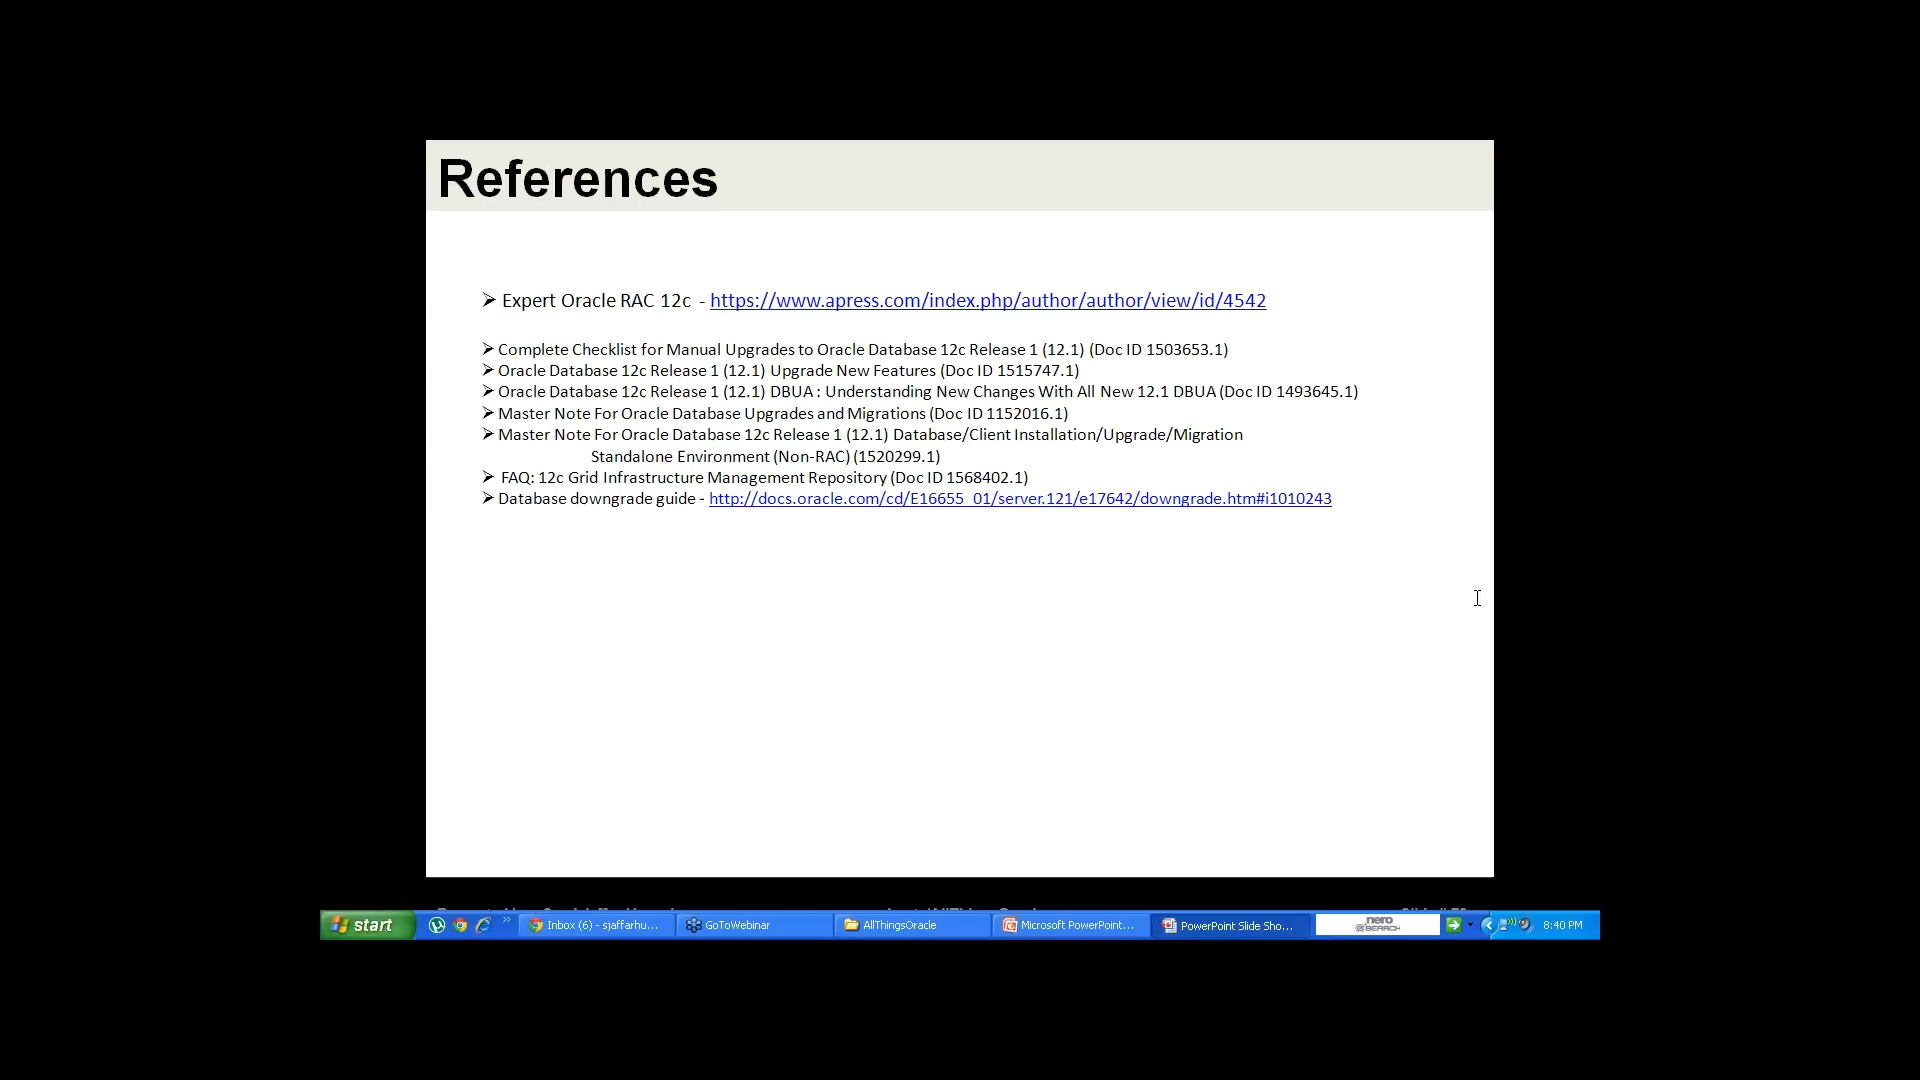 References
➢ Expert Oracle RAC 12c - https://www.apress.com/index.php/author/author/view/id/4542
➢ Complete Checklist for Manual Upgrades to Oracle Database 12c Release 1 (12.1) (Doc ID 1503653.1)
➢ Oracle Database 12c Release 1 (12.1) Upgrade New Features (Doc ID 1515747.1)
➢ Oracle Database 12c Release 1 (12.1) DBUA : Understanding New Changes With All New 12.1 DBUA (Doc ID 1493645.1)
➢ Master Note For Oracle Database Upgrades and Migrations (Doc ID 1152016.1)
➢ Master Note For Oracle Database 12c Release 1 (12.1) Database/Client Installation/Upgrade/Migration
Standalone Environment (Non-RAC) (1520299.1)
➢ FAQ: 12c Grid Infrastructure Management Repository (Doc ID 1568402.1)
➢ Database downgrade guide - http://docs.oracle.com/cd/E16655_01/server.121/e17642/downgrade.htm#i1010243
start » Inbox (6) - sjaffarhu... GoToWebinar AllThingsOracle Microsoft PowerPoint... PowerPoint Slide Sho... nero SEARCH 8:40 PM